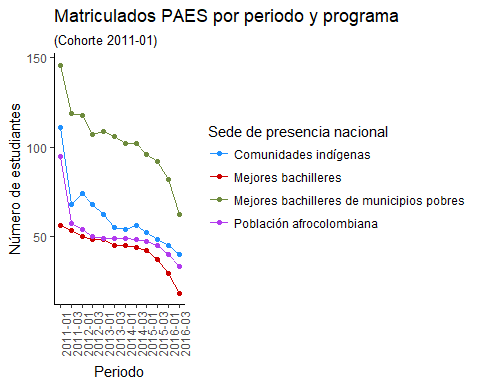 Matriculados PAES por periodo y programa
(Cohorte 2011-01)
150
100
50
Número de estudiantes
2011-01
2011-03
2012-01
2012-03
2013-01
2013-03
2014-01
2014-03
2015-01
2015-03
2016-01
2016-03
Periodo
Sede de presencia nacional
Comunidades indígenas
Mejores bachilleres
Mejores bachilleres de municipios pobres
Población afrocolombiana